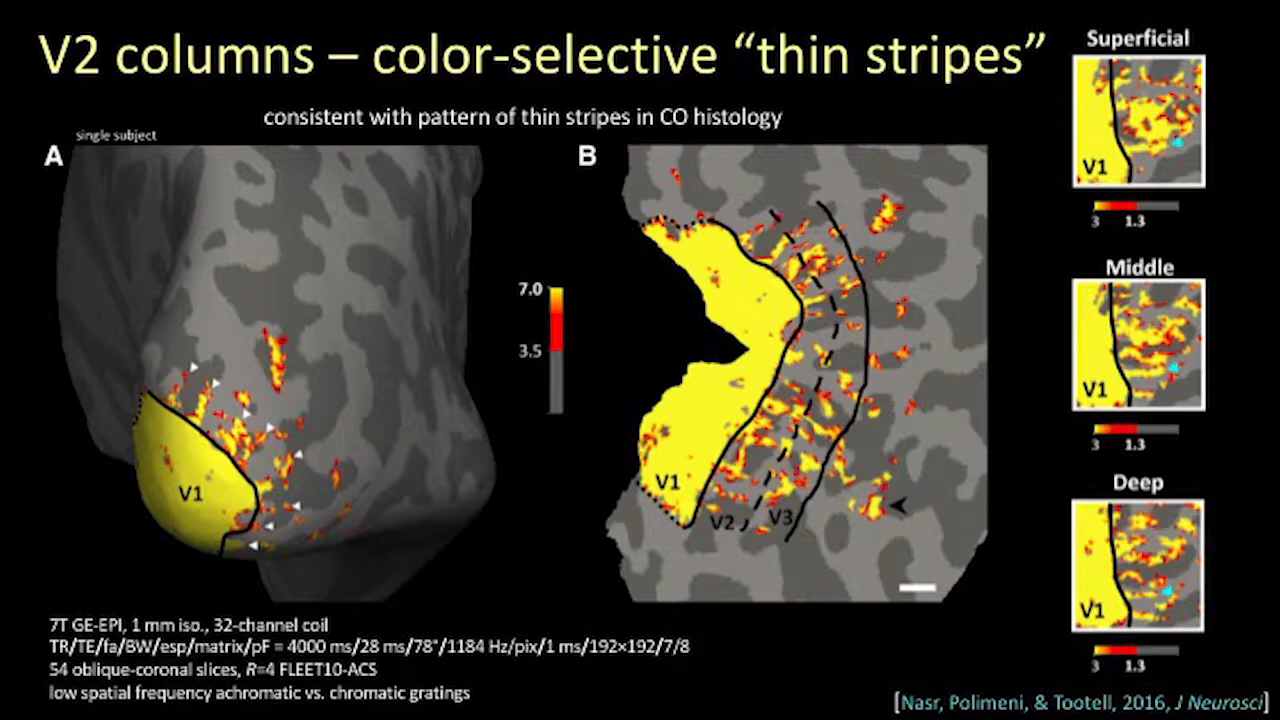 V2 columns – color-selective “thin stripes”
consistent with pattern of thin stripes in CO histology
single subject
A
V1
7.0
3.5
B
V1
V2
V3
Superficial
V1
3 1.3
Middle
V1
3 1.3
Deep
V1
3 1.3
7T GE-EPI, 1 mm iso., 32-channel coil
TR/TE/fa/BW/esp/matrix/pF = 4000 ms/28 ms/78°/1184 Hz/pix/1 ms/192×192/7/8
54 oblique-coronal slices, R=4 FLEET10-ACS
low spatial frequency achromatic vs. chromatic gratings
[Nasr, Polimeni, & Tootell, 2016, J Neurosci]